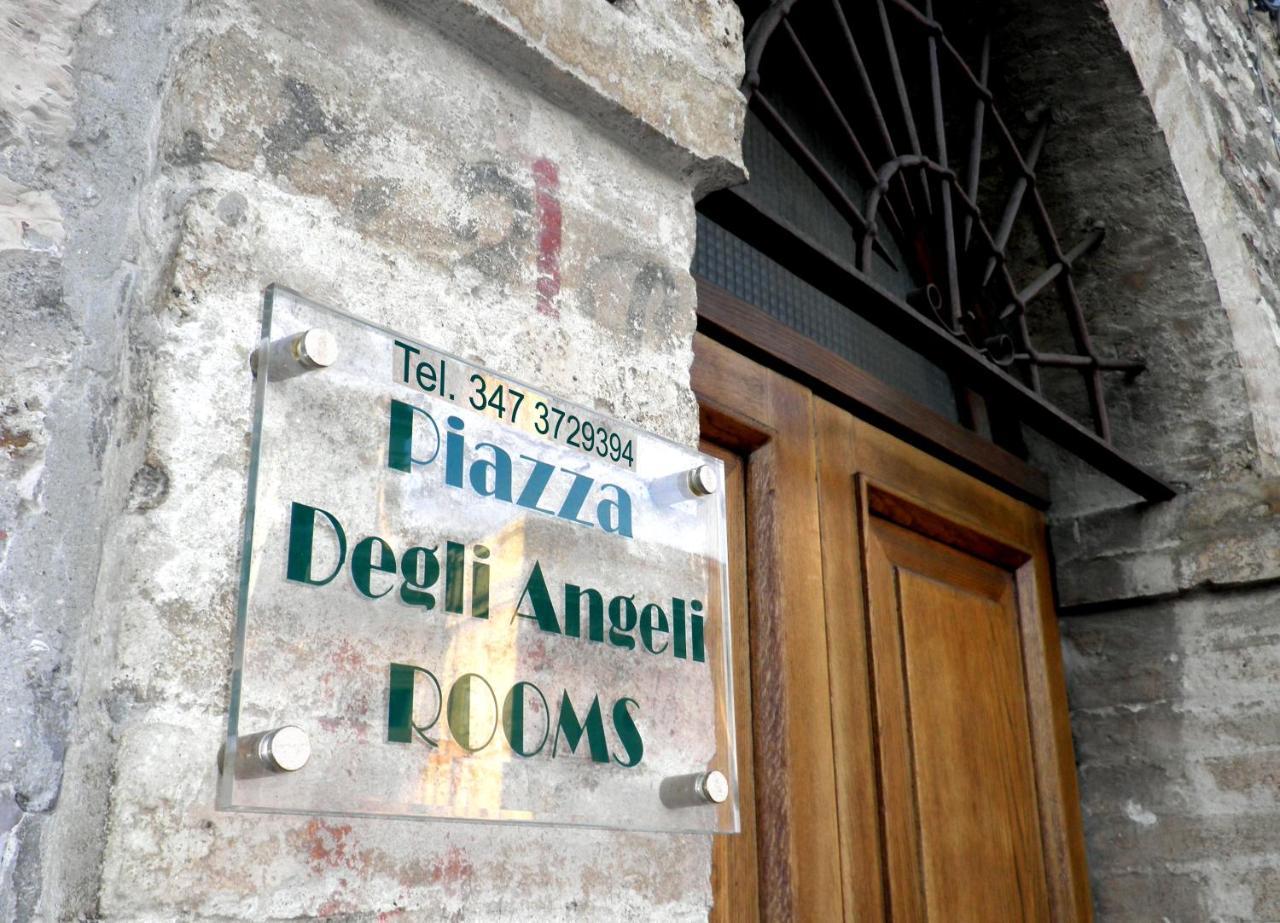 Tel. 347 3729394
Piazza
Degli Angeli
ROOMS